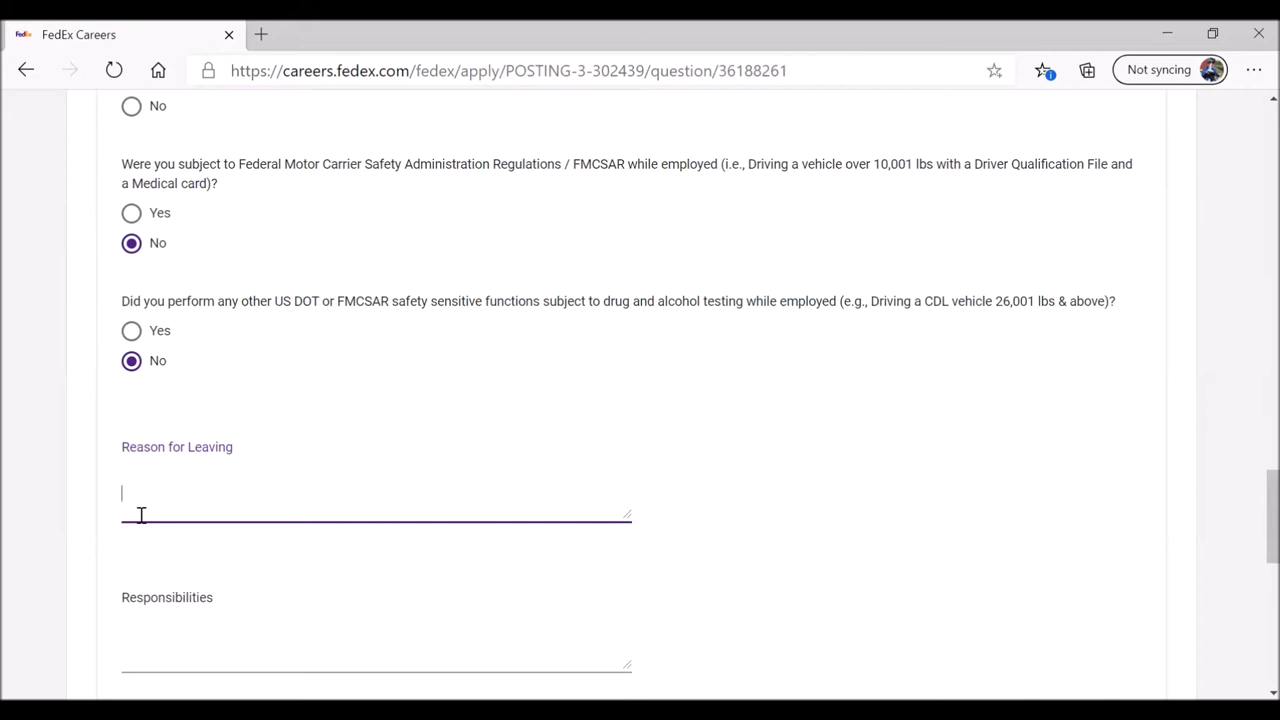 FedEx FedEx Careers
https://careers.fedex.com/fedex/apply/POSTING-3-302439/question/36188261
Not syncing
No
Were you subject to Federal Motor Carrier Safety Administration Regulations / FMCSAR while employed (i.e., Driving a vehicle over 10,001 lbs with a Driver Qualification File and
a Medical card)?
Yes
No
Did you perform any other US DOT or FMCSAR safety sensitive functions subject to drug and alcohol testing while employed (e.g., Driving a CDL vehicle 26,001 lbs & above)?
Yes
No
Reason for Leaving
Responsibilities